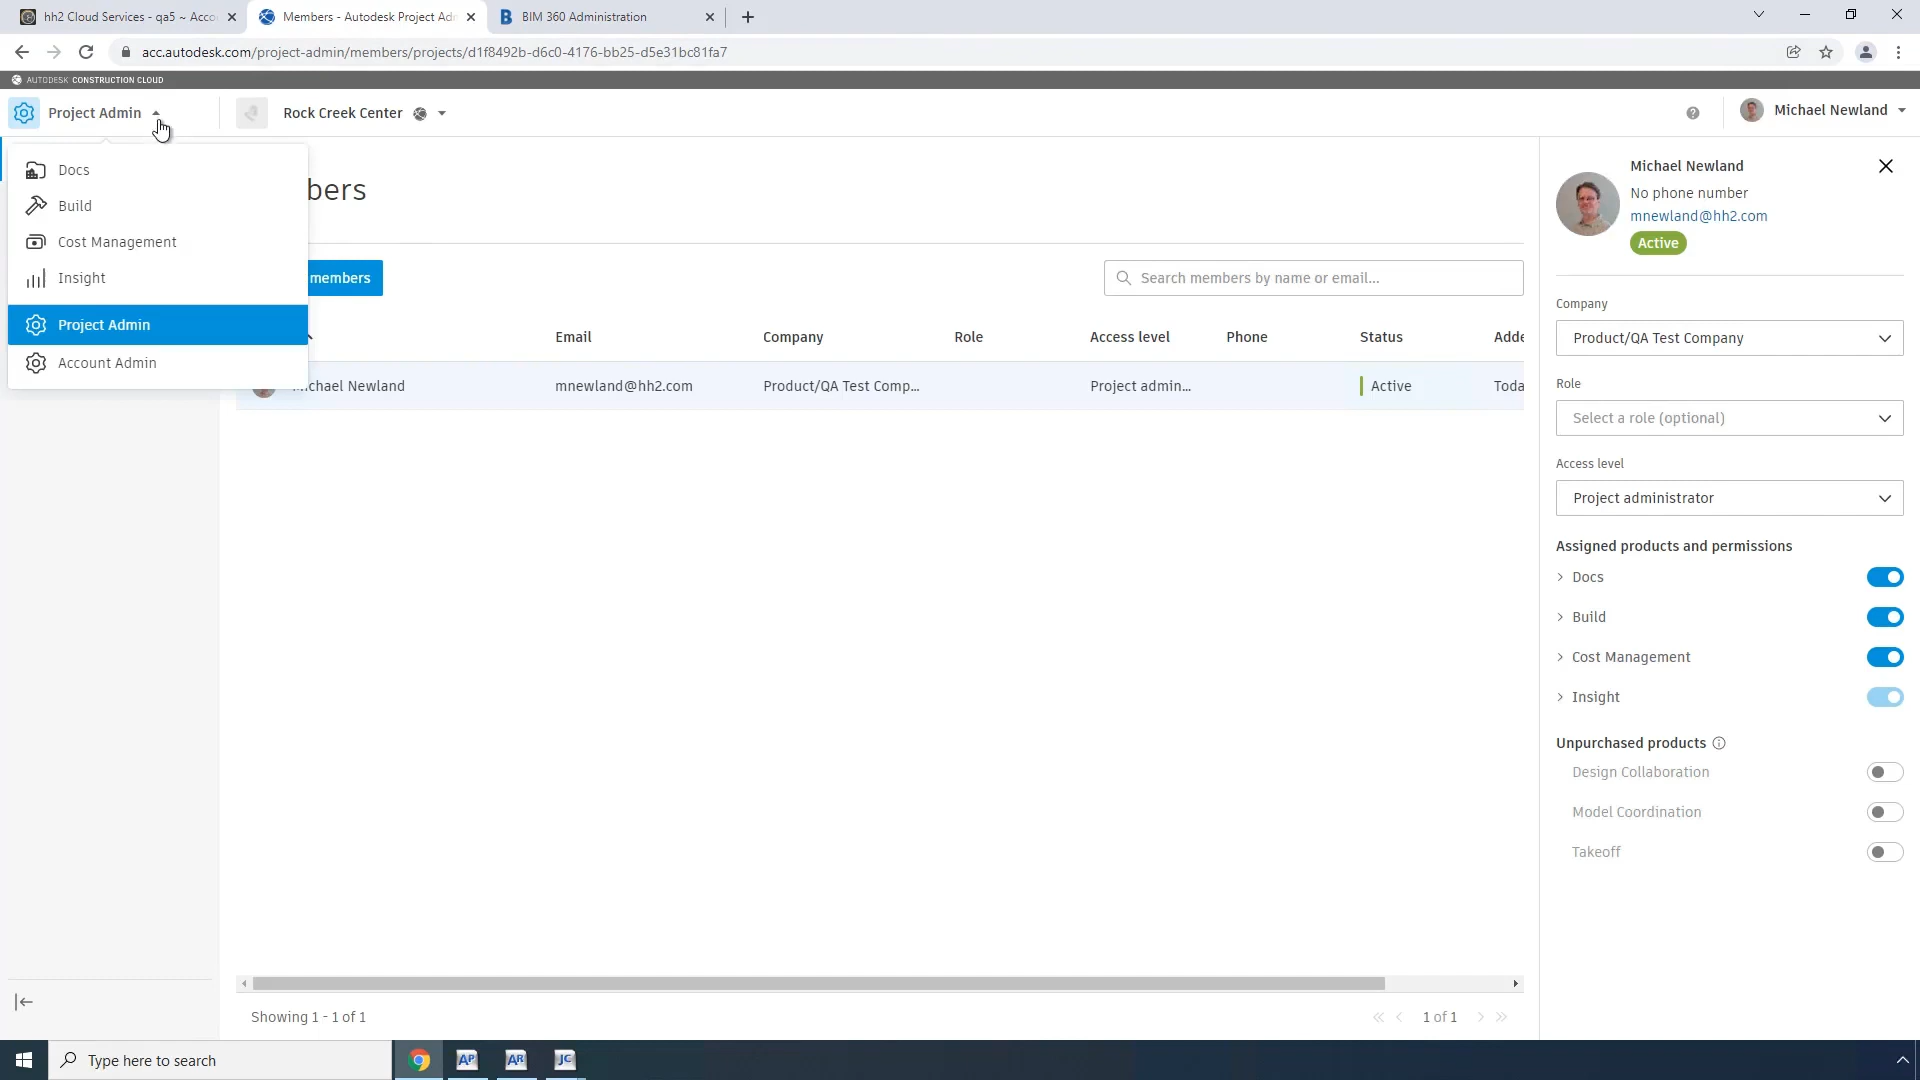 hh2 Cloud Services - qa5 ~ Acco
Members - Autodesk Project Adm
BIM 360 Administration
acc.autodesk.com/project-admin/members/projects/d1f8492b-d6c0-4176-bb25-d5e31bc81fa7
AUTODESK CONSTRUCTION CLOUD
Project Admin
Rock Creek Center
Michael Newland
Docs
Build
Cost Management
Insight
Project Admin
Account Admin
bers
members
Search members by name or email...
Email
Company
Role
Access level
Phone
Status
Adde
ichael Newland
mnewland@hh2.com
Product/QA Test Comp...
Project admin...
Active
Toda
Showing 1 - 1 of 1
1 of 1
Michael Newland
No phone number
mnewland@hh2.com
Active
Company
Product/QA Test Company
Role
Select a role (optional)
Access level
Project administrator
Assigned products and permissions
Docs
Build
Cost Management
Insight
Unpurchased products
Design Collaboration
Model Coordination
Takeoff
Type here to search
AP
AR
JC